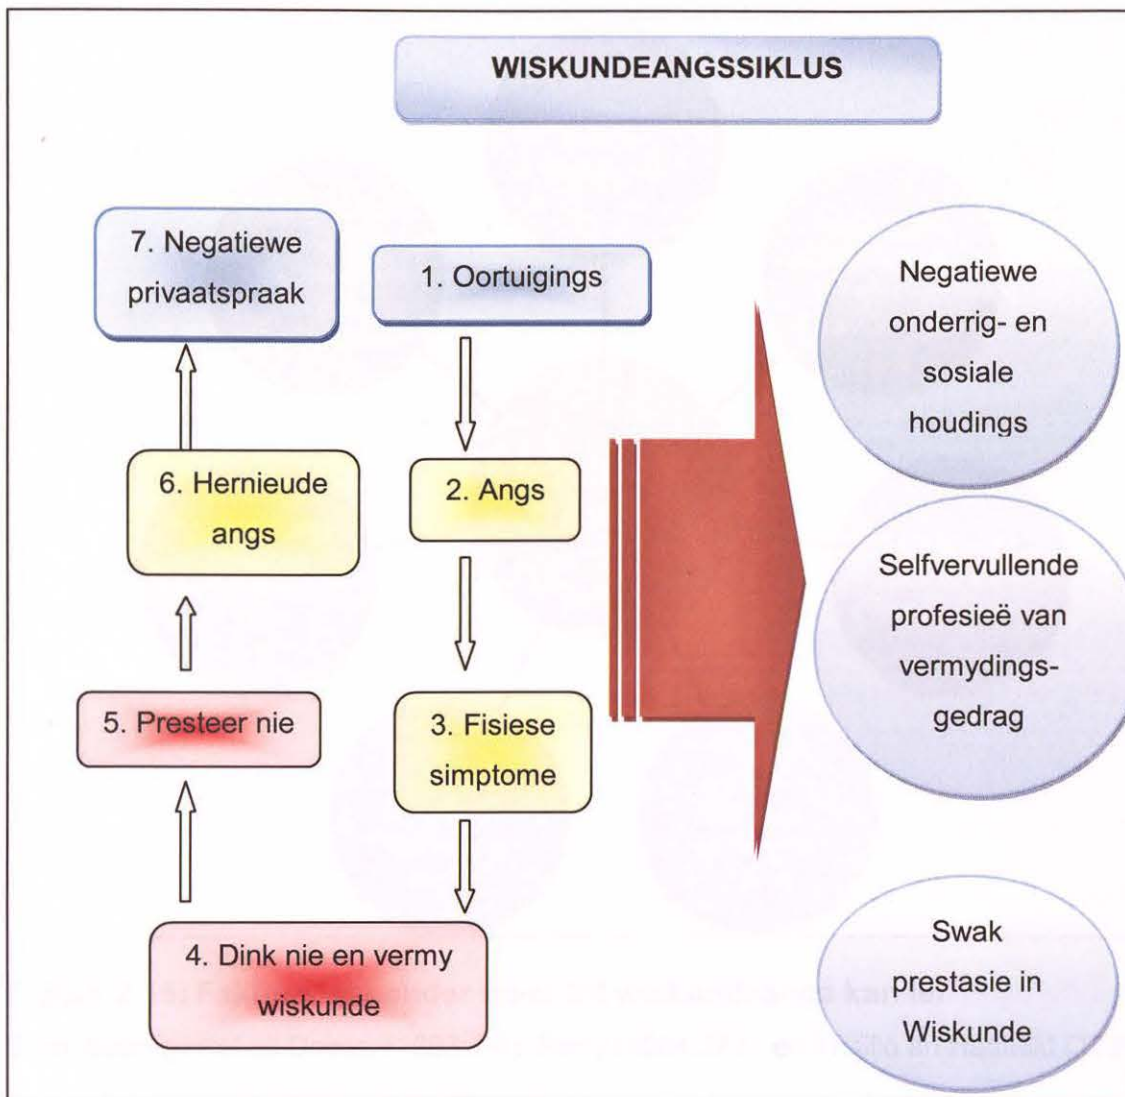 WISKUNDEANGSSIKLUS
7. Negatiewe
privaatspraak
1. Oortuigings
6. Hernieude
angs
2. Angs
5. Presteer nie
3. Fisiese
simptome
4. Dink nie en vermy
wiskunde
Negatiewe
onderrig- en
sosiale
houdings
Selfvervullende
profesieë van
vermydings-
gedrag
Swak
prestasie in
Wiskunde